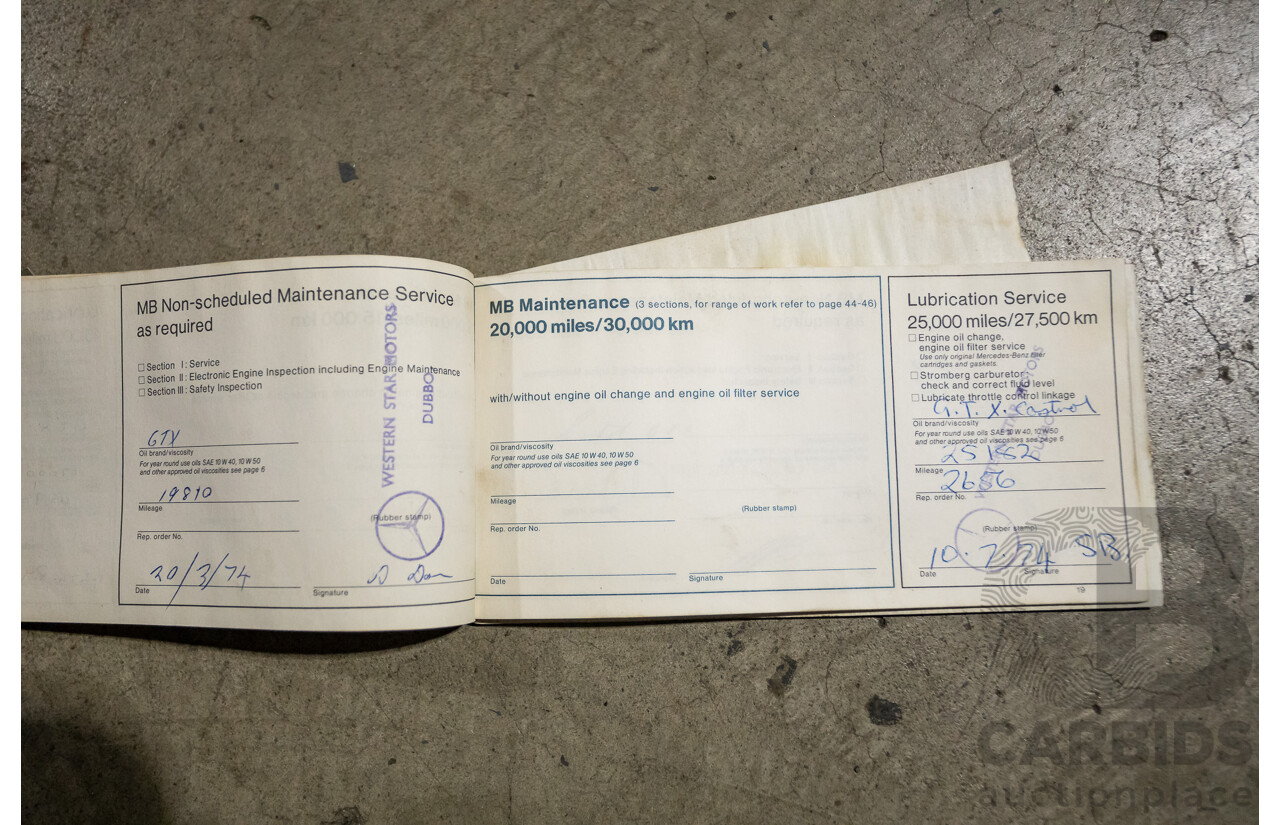 MB Non-scheduled Maintenance Service
as required
☐ Section I: Service
☐ Section II: Electronic Engine Inspection including Engine Maintenance
☐ Section III: Safety Inspection
WESTERN STAR MOTORS
DUBBO
GTX
Oil brand/viscosity
For year round use oils SAE 10 W 40, 10 W 50
and other approved oil viscosities see page 6
19810
Mileage
(Rubber stamp)
Rep. order No.
20/3/74
Date
Signature
MB Maintenance (3 sections, for range of work refer to page 44-46)
20,000 miles/30,000 km
with/without engine oil change and engine oil filter service
Oil brand/viscosity
For year round use oils SAE 10 W 40, 10 W 50
and other approved oil viscosities see page 6
Mileage
(Rubber stamp)
Rep. order No.
Date
Signature
Lubrication Service
25,000 miles/27,500 km
☐ Engine oil change,
engine oil filter service
Use only original Mercedes-Benz filter
cartridges and gaskets.
☐ Stromberg carburetor
check and correct fluid level
☐ Lubricate throttle control linkage
G.T.X. Castrol
Oil brand/viscosity
For year round use oils SAE 10 W 40, 10 W 50
and other approved oil viscosities see page 6
25152
Mileage
2656
Rep. order No.
(Rubber stamp)
10.7.74 SB.
Date
Signature
19
CARBIDS
auctionplace